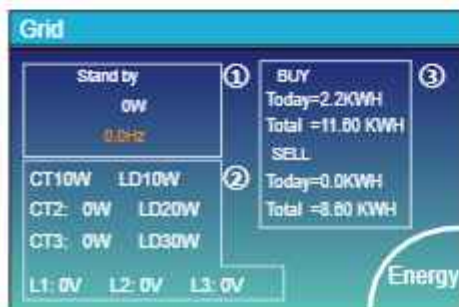 Grid
Stand by
①
0W
0.0Hz
CT10W LD10W
②
CT2: 0W LD20W
CT3: 0W LD30W
L1: 0V L2: 0V L3: 0V
BUY
③
Today=2.2KWH
Total =11.60 KWH
SELL
Today=0.0KWH
Total =8.60 KWH
Energy